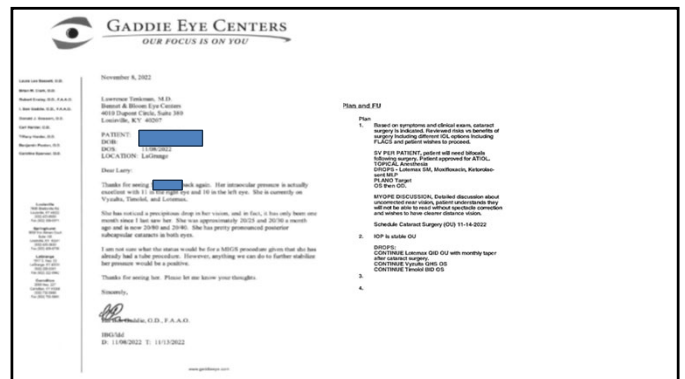 GADDIE EYE CENTERS
OUR FOCUS IS ON YOU
November 8, 2022
Lawrence Tenkman, M.D.
Bennet & Bloom Eye Centers
4010 Dupont Circle, Suite 380
Louisville, KY 40207
PATIENT:
DOB:
DOS: 11/08/2022
LOCATION: LaGrange
Dear Larry:
Thanks for seeing back again. Her intraocular pressure is actually
excellent with 11 in the right eye and 10 in the left eye. She is currently on
Vyzulta, Timolol, and Lotemax.
She has noticed a precipitous drop in her vision, and in fact, it has only been one
month since I last saw her. She was approximately 20/25 and 20/30 a month
ago and is now 20/80 and 20/40. She has pretty pronounced posterior
subcapsular cataracts in both eyes.
I am not sure what the status would be for a MIGS procedure given that she has
already had a tube procedure. However, anything we can do to further stabilize
her pressure would be a positive.
Thanks for seeing her. Please let me know your thoughts.
Sincerely,
Gaddie, O.D., F.A.A.O.
IBG/ldd
D: 11/08/2022 T: 11/13/2022
www.gaddieeye.com
Plan and FU
Plan
1. Based on symptoms and clinical exam, cataract
surgery is indicated. Reviewed risks vs benefits of
surgery including different IOL options including
FLACS and patient wishes to proceed.
SV PER PATIENT, patient will need bifocals
following surgery. Patient approved for ATIOL.
TOPICAL Anesthesia
DROPS - Lotemax SM, Moxifloxacin, Ketorolac-
sent MLP
PLANO Target
OS then OD.
MYOPE DISCUSSION, Detailed discussion about
uncorrected near vision, patient understands they
will not be able to read without spectacle correction
and wishes to have clearer distance vision.
Schedule Cataract Surgery (OU) 11-14-2022
2. IOP is stable OU
DROPS:
CONTINUE Lotemax QID OU with monthly taper
after cataract surgery.
CONTINUE Vyzulta QHS OS
CONTINUE Timolol BID OS
3.
4.